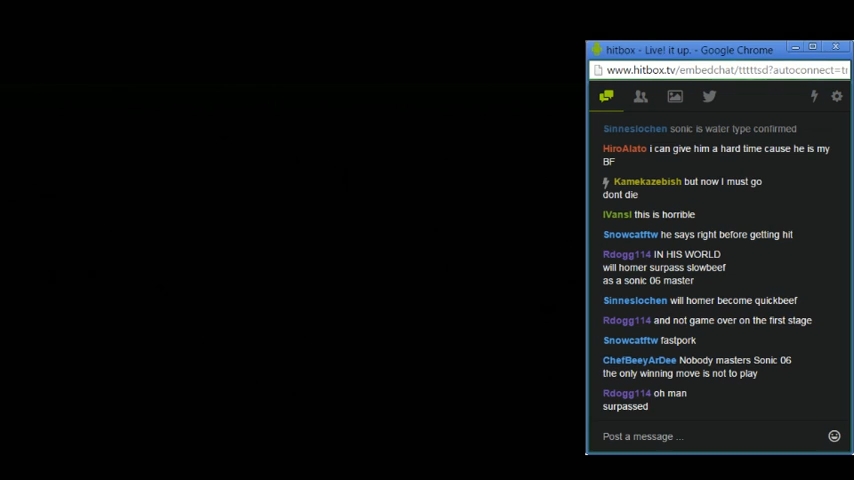 hitbox - Live! it up. - Google Chrome
www.hitbox.tv/embedchat/tttttsd?autoconnect=tr
Sinneslochen sonic is water type confirmed
HiroAlato i can give him a hard time cause he is my
BF
Kamekazebish but now I must go
dont die
IVansI this is horrible
Snowcatftw he says right before getting hit
Rdogg114 IN HIS WORLD
will homer surpass slowbeef
as a sonic 06 master
Sinneslochen will homer become quickbeef
Rdogg114 and not game over on the first stage
Snowcatftw fastpork
ChefBeeyArDee Nobody masters Sonic 06
the only winning move is not to play
Rdogg114 oh man
surpassed
Post a message ...